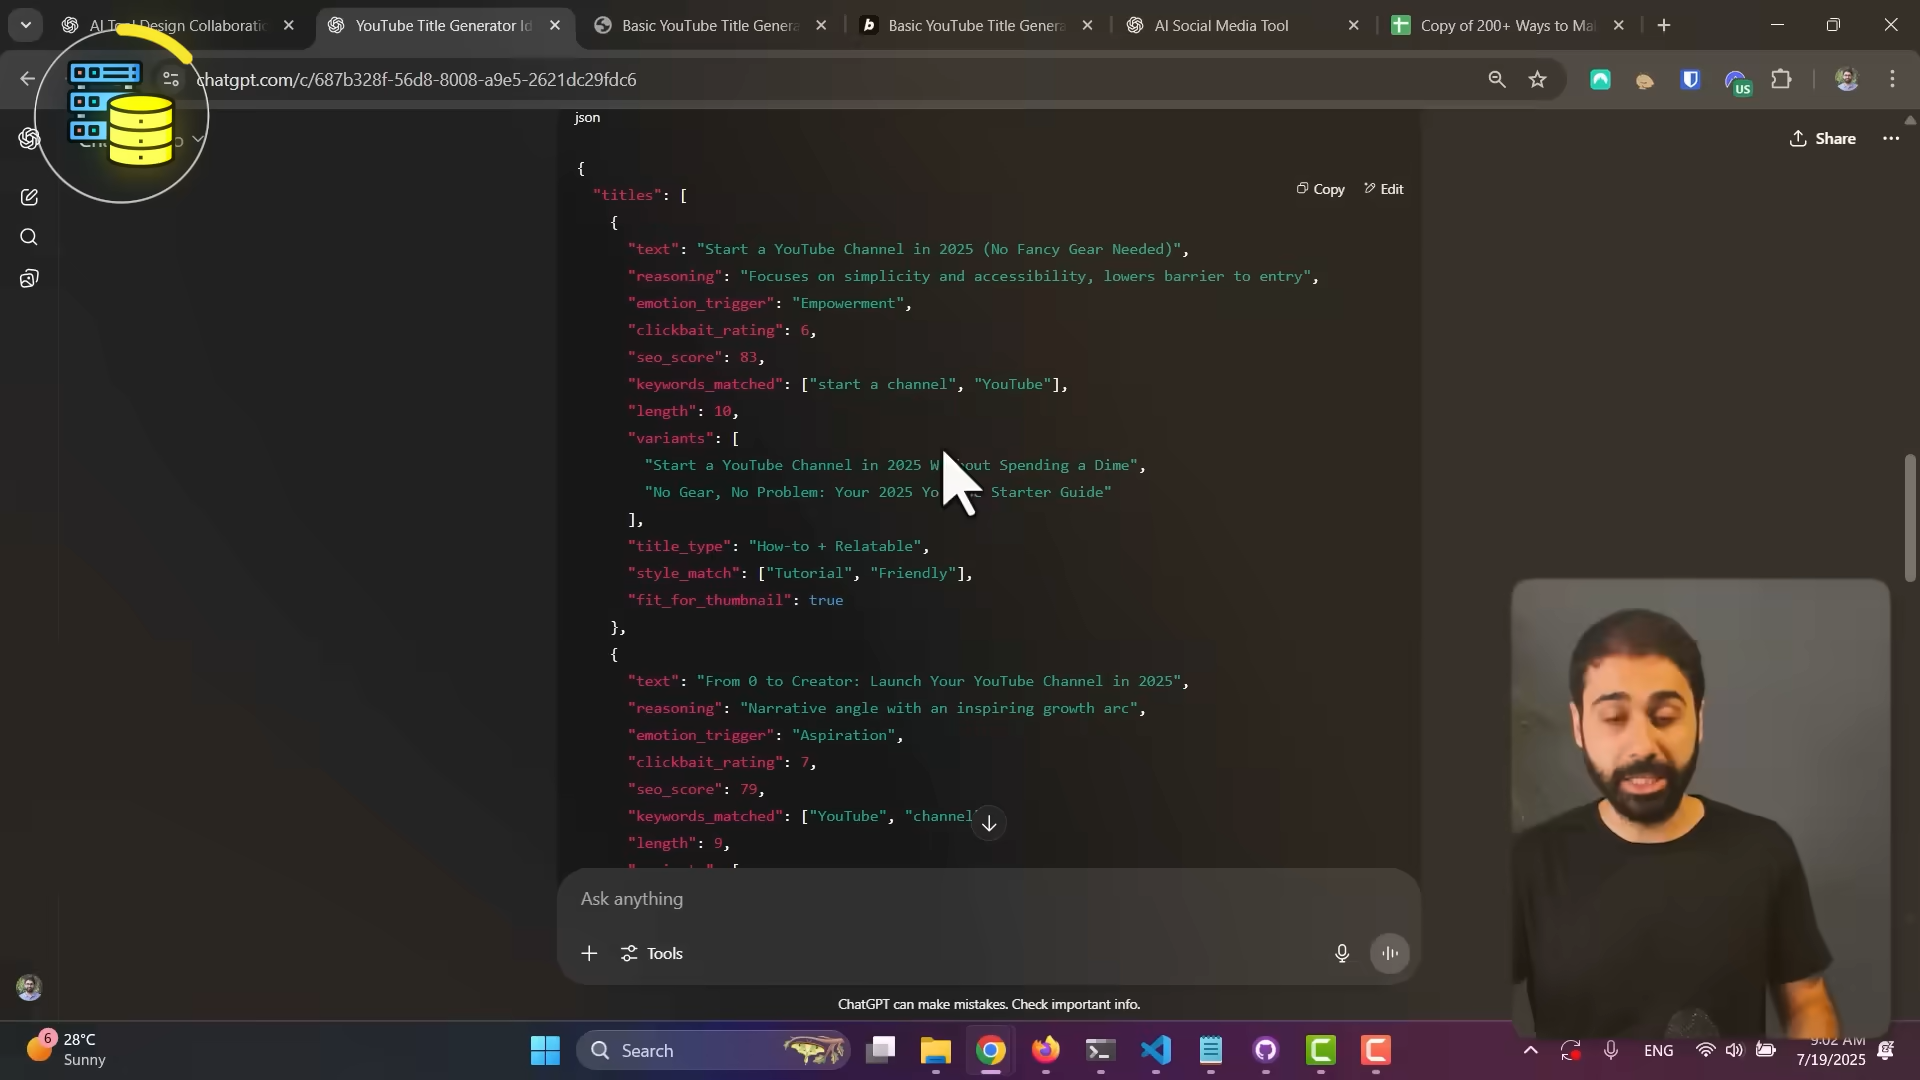 AI Tool Design Collaboratio
YouTube Title Generator Id
Basic YouTube Title Genera
Basic YouTube Title Genera
AI Social Media Tool
Copy of 200+ Ways to Ma
chatgpt.com/c/687b328f-56d8-8008-a9e5-2621dc29fdc6
US
Share
json
Copy
Edit
{
"titles": [
{
"text": "Start a YouTube Channel in 2025 (No Fancy Gear Needed)",
"reasoning": "Focuses on simplicity and accessibility, lowers barrier to entry",
"emotion_trigger": "Empowerment",
"clickbait_rating": 6,
"seo_score": 83,
"keywords_matched": ["start a channel", "YouTube"],
"length": 10,
"variants": [
"Start a YouTube Channel in 2025 Without Spending a Dime",
"No Gear, No Problem: Your 2025 YouTube Starter Guide"
],
"title_type": "How-to + Relatable",
"style_match": ["Tutorial", "Friendly"],
"fit_for_thumbnail": true
},
{
"text": "From 0 to Creator: Launch Your YouTube Channel in 2025",
"reasoning": "Narrative angle with an inspiring growth arc",
"emotion_trigger": "Aspiration",
"clickbait_rating": 7,
"seo_score": 79,
"keywords_matched": ["YouTube", "channel
"length": 9,
Ask anything
Tools
ChatGPT can make mistakes. Check important info.
6
28°C
Sunny
Search
ENG
9:02 AM
7/19/2025